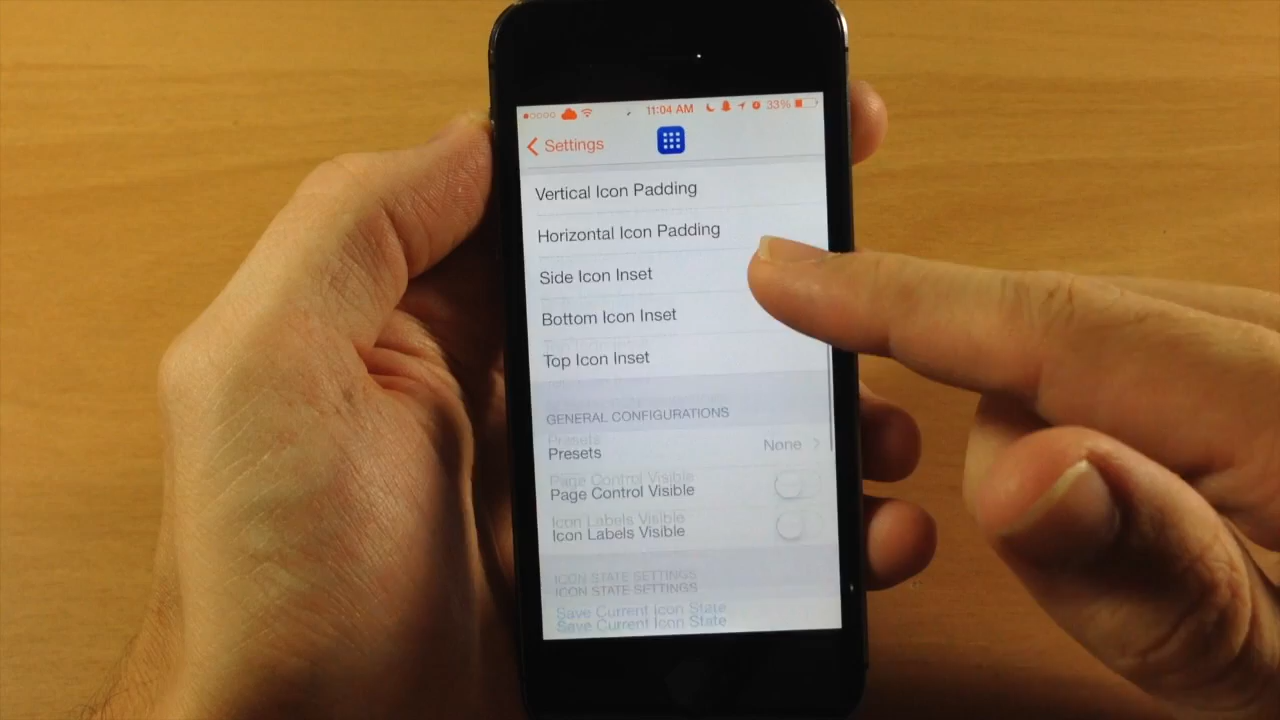 11:04 AM 33%
Settings
Vertical Icon Padding
Horizontal Icon Padding
Side Icon Inset
Bottom Icon Inset
Top Icon Inset
GENERAL CONFIGURATIONS
Presets None
Page Control Visible
Icon Labels Visible
ICON STATE SETTINGS
Save Current Icon State